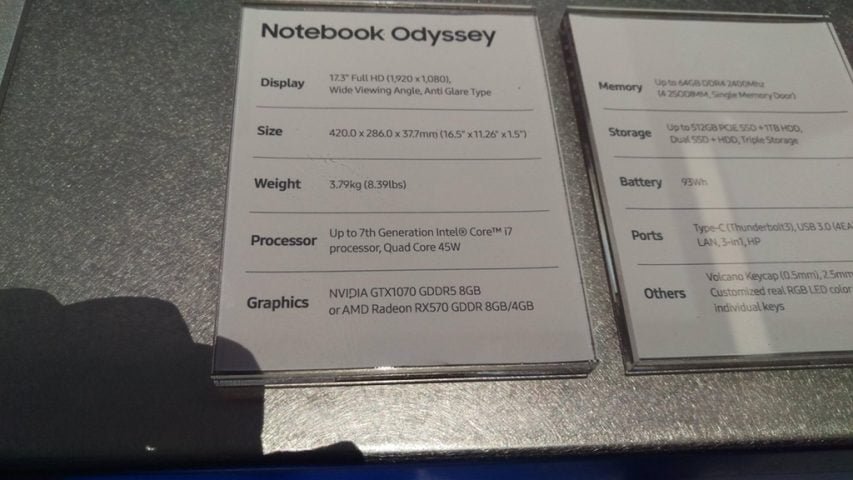 Notebook Odyssey
Display
17.3" Full HD (1,920 x 1,080),
Wide Viewing Angle, Anti Glare Type
Size
420.0 x 286.0 x 37.7mm (16.5" x 11.26" x 1.5")
Weight
3.79kg (8.39lbs)
Processor
Up to 7th Generation Intel® Core™ i7
processor, Quad Core 45W
Graphics
NVIDIA GTX1070 GDDR5 8GB
or AMD Radeon RX570 GDDR 8GB/4GB
Memory
Up to 64GB DDR4 2400Mhz
Single Memory Door)
Storage
Up to 512GB PCIE SSD + 1TB HDD,
Dual SSD + HDD, Triple Storage
Battery
93Wh
Ports
Type-C (Thunderbolt3), USB 3.0 (4EA
LAN, 3-in1, HP
Others
Volcano Keycap (0.5mm), 2.5mm
Customized real RGB LED color
individual keys